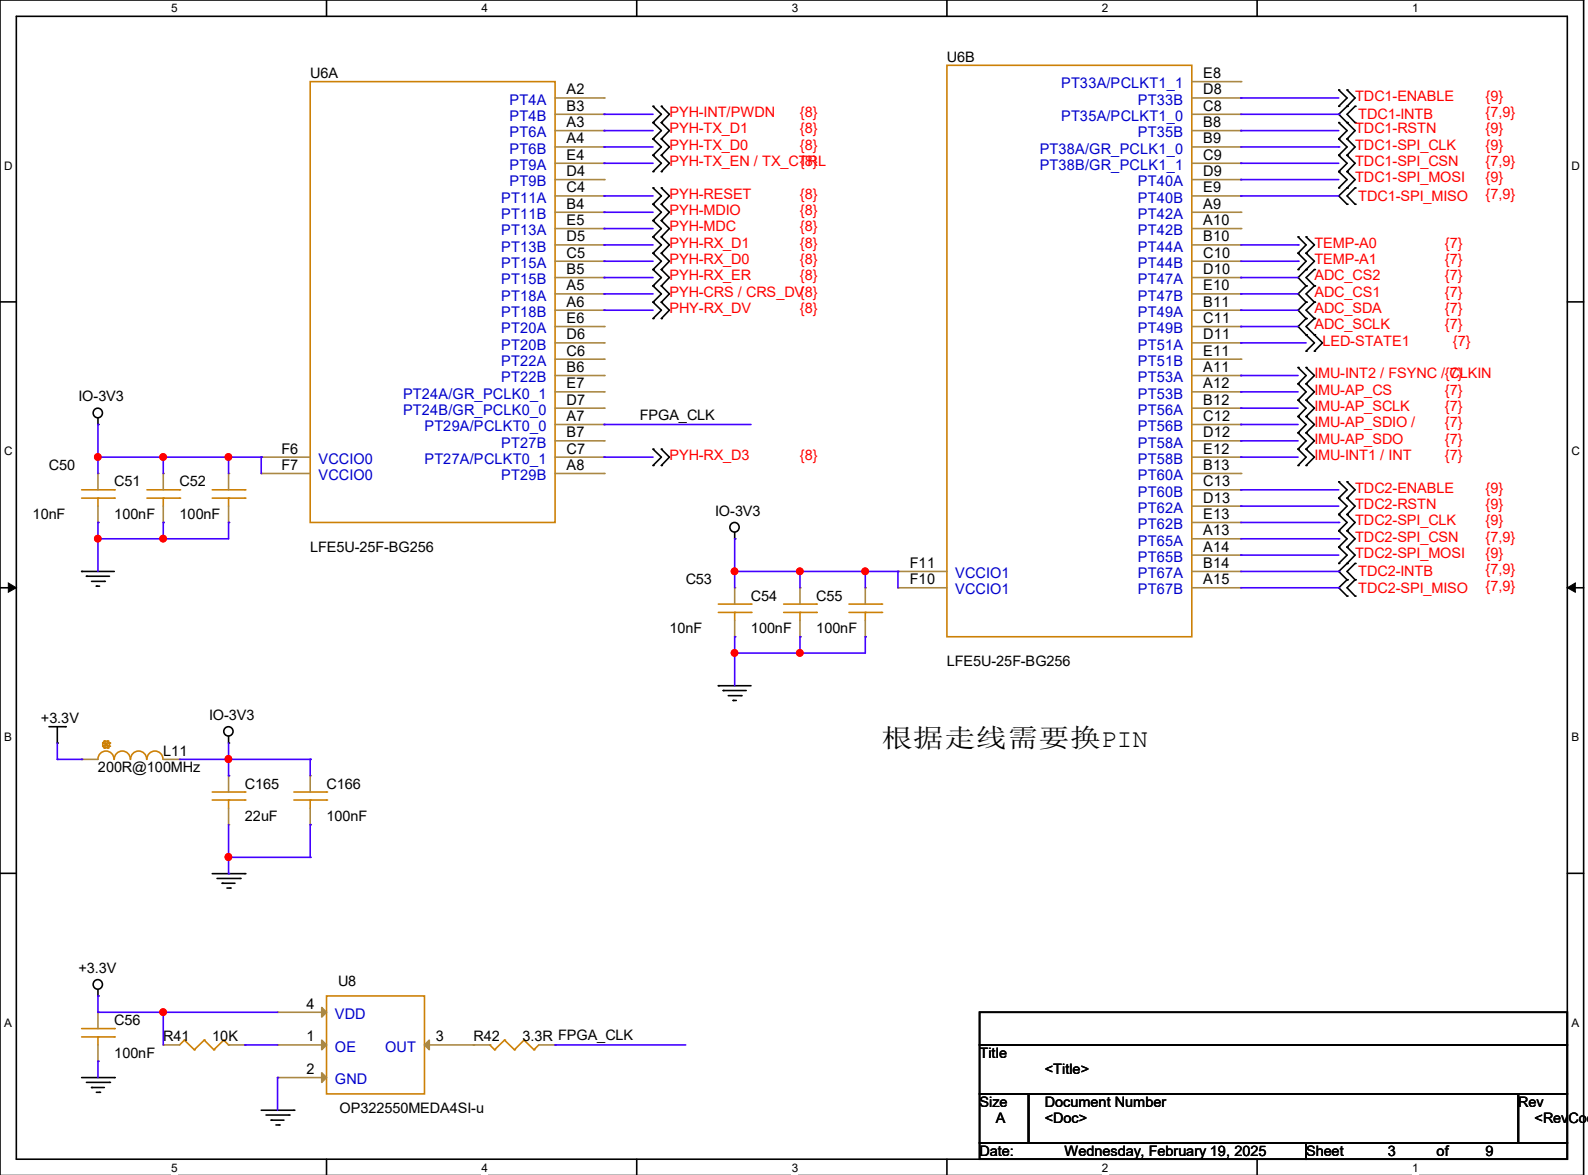 5 4 3 2 1
D
C
B
A
U6A
PT4A A2
PT4B B3 PYH-INT/PWDN {8}
PT6A A3 PYH-TX_D1 {8}
PT6B A4 PYH-TX_D0 {8}
PT9A E4 PYH-TX_EN / TX_CTRL {8}
PT9B D4
PT11A C4 PYH-RESET {8}
PT11B B4 PYH-MDIO {8}
PT13A E5 PYH-MDC {8}
PT13B D5 PYH-RX_D1 {8}
PT15A C5 PYH-RX_D0 {8}
PT15B B5 PYH-RX_ER {8}
PT18A A5 PYH-CRS / CRS_DV {8}
PT18B A6 PHY-RX_DV {8}
PT20A E6
PT20B D6
PT22A C6
PT22B B6
PT24A/GR_PCLK0_1 E7
PT24B/GR_PCLK0_0 D7
PT29A/PCLKT0_0 A7 FPGA_CLK
PT27B B7
PT27A/PCLKT0_1 C7 PYH-RX_D3 {8}
PT29B A8
F6 VCCIO0
F7 VCCIO0
LFE5U-25F-BG256
IO-3V3
C50
10nF
C51
100nF
C52
100nF
U6B
PT33A/PCLKT1_1 E8
PT33B D8 TDC1-ENABLE {9}
PT35A/PCLKT1_0 C8 TDC1-INTB {7,9}
PT35B B8 TDC1-RSTN {9}
PT38A/GR_PCLK1_0 B9 TDC1-SPI_CLK {9}
PT38B/GR_PCLK1_1 C9 TDC1-SPI_CSN {7,9}
PT40A D9 TDC1-SPI_MOSI {9}
PT40B E9 TDC1-SPI_MISO {7,9}
PT42A A9
PT42B A10
PT44A B10 TEMP-A0 {7}
PT44B C10 TEMP-A1 {7}
PT47A D10 ADC_CS2 {7}
PT47B E10 ADC_CS1 {7}
PT49A B11 ADC_SDA {7}
PT49B C11 ADC_SCLK {7}
PT51A D11 LED-STATE1 {7}
PT51B E11
PT53A A11 IMU-INT2 / FSYNC / CLKIN {7}
PT53B A12 IMU-AP_CS {7}
PT56A B12 IMU-AP_SCLK {7}
PT56B C12 IMU-AP_SDIO / {7}
PT58A D12 IMU-AP_SDO {7}
PT58B E12 IMU-INT1 / INT {7}
PT60A B13
PT60B C13 TDC2-ENABLE {9}
PT62A D13 TDC2-RSTN {9}
PT62B E13 TDC2-SPI_CLK {9}
PT65A A13 TDC2-SPI_CSN {7,9}
PT65B A14 TDC2-SPI_MOSI {9}
PT67A B14 TDC2-INTB {7,9}
PT67B A15 TDC2-SPI_MISO {7,9}
F11 VCCIO1
F10 VCCIO1
LFE5U-25F-BG256
IO-3V3
C53
10nF
C54
100nF
C55
100nF
根据走线需要换PIN
+3.3V
L11
200R@100MHz
IO-3V3
C165
22uF
C166
100nF
+3.3V
C56
100nF
R41 10K
U8
4 VDD
1 OE
2 GND
OUT 3
OP322550MEDA4SI-u
R42 3.3R FPGA_CLK
Title
<Title>
Size
A
Document Number
<Doc>
Rev
<RevCo
Date: Wednesday, February 19, 2025 Sheet 3 of 9
D
C
B
A
5 4 3 2 1